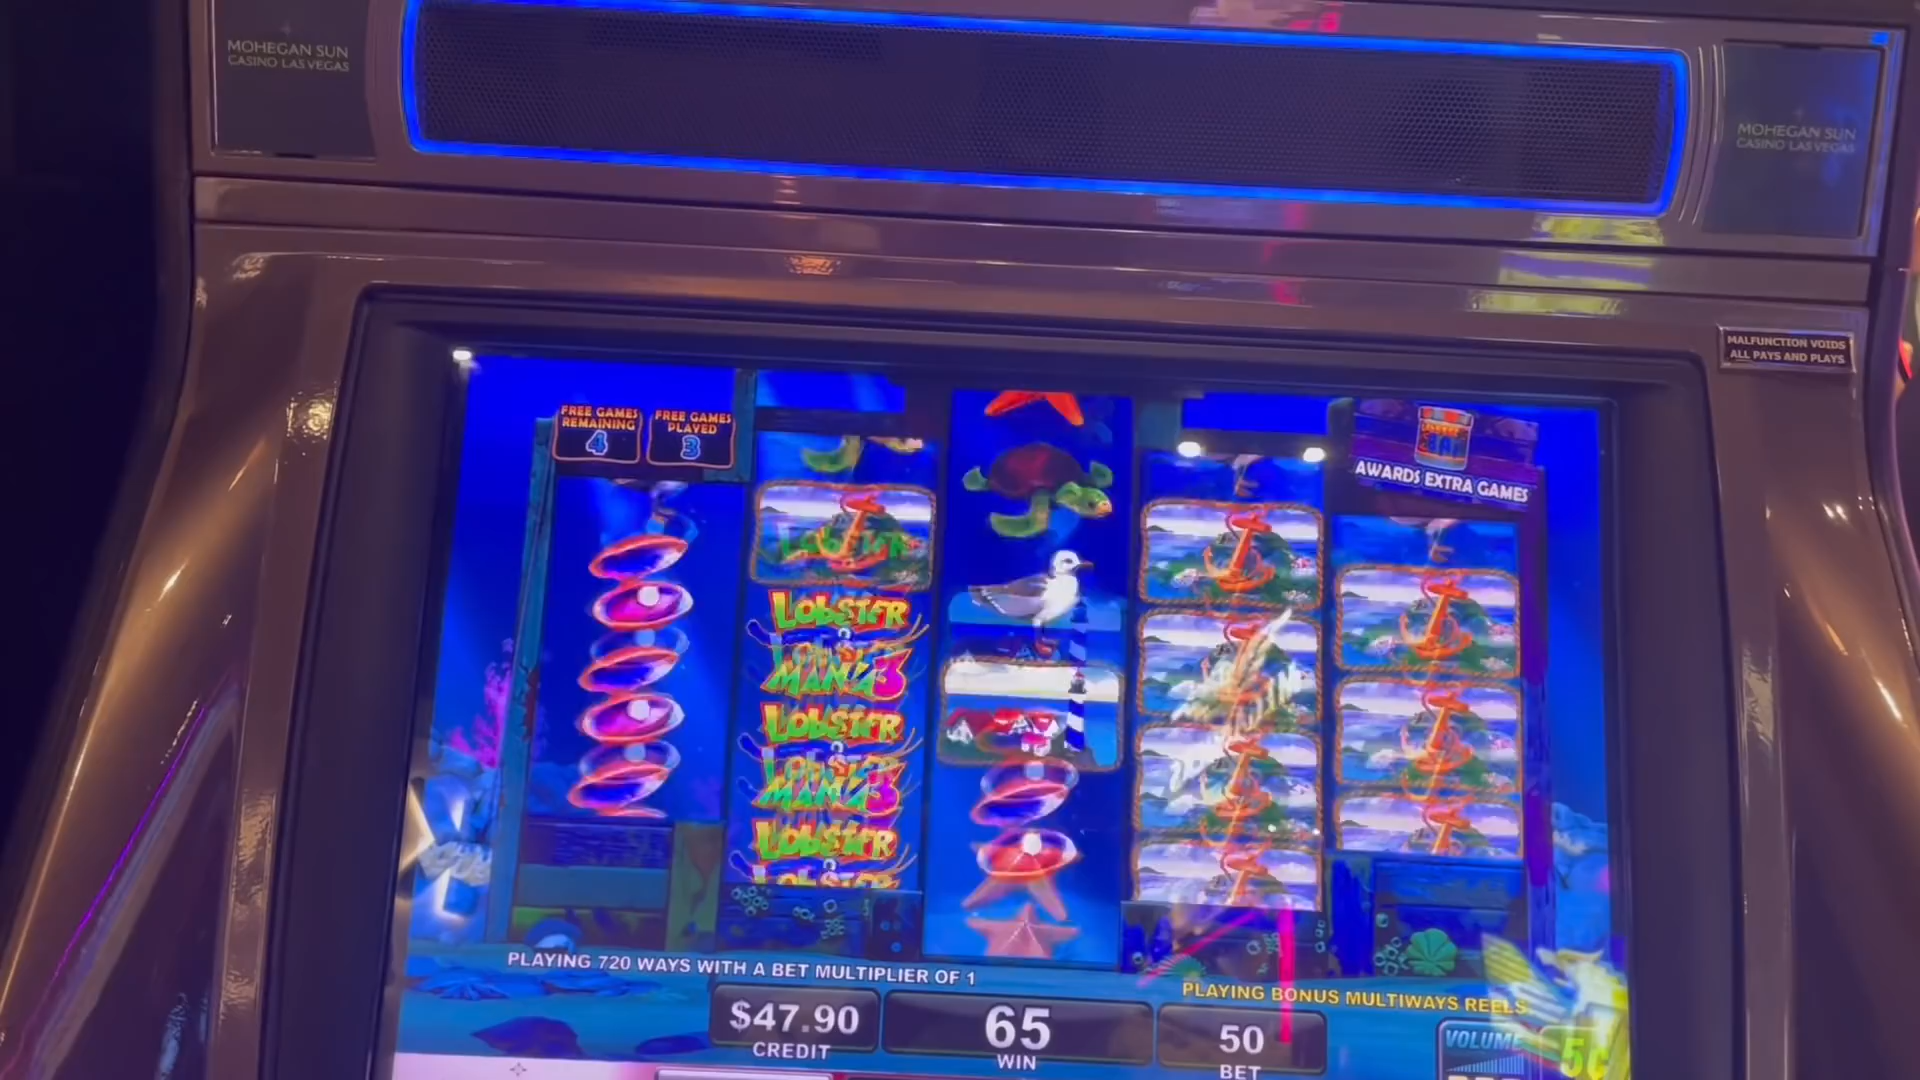 MOHEGAN SUN
CASINO LAS VEGAS
MOHEGAN SUN
CASINO LAS VEGAS
MALFUNCTION VOIDS
ALL PAYS AND PLAYS
FREE GAMES
REMAINING
4
FREE GAMES
PLAYED
3
AWARDS EXTRA GAMES
LOBSTER
MANIA 3
LOBSTER
MANIA 3
LOBSTER
PLAYING 720 WAYS WITH A BET MULTIPLIER OF 1
PLAYING BONUS MULTIWAYS REELS
$47.90
CREDIT
65
WIN
50
BET
VOLUME
5¢